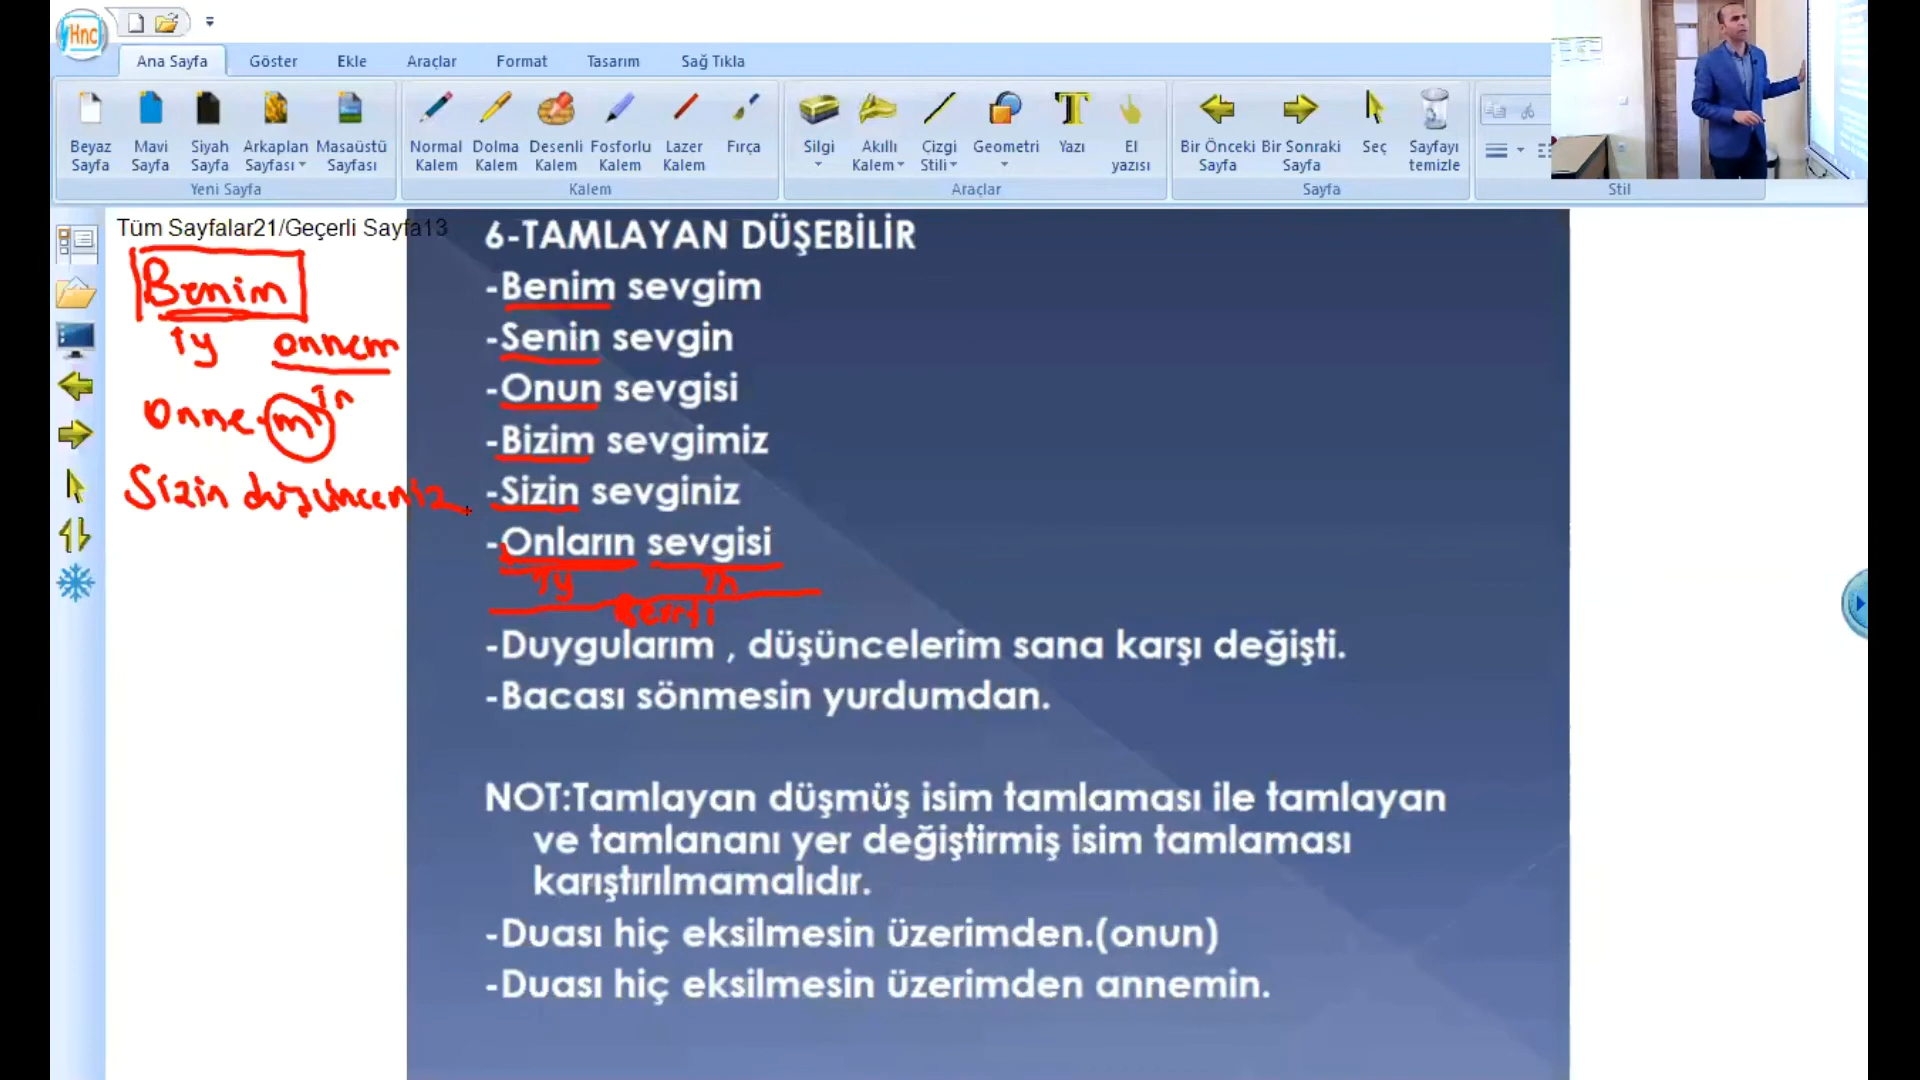 Hnc
Ana Sayfa Göster Ekle Araçlar Format Tasarım Sağ Tıkla
Beyaz Sayfa Mavi Sayfa Siyah Sayfa Arkaplan Sayfası Masaüstü Sayfası
Normal Kalem Dolma Kalem Desenli Kalem Fosforlu Kalem Lazer Kalem Fırça
Silgi Akıllı Kalem Çizgi Stili Geometri Yazı El yazısı
Bir Önceki Sayfa Bir Sonraki Sayfa Seç Sayfayı temizle
Yeni Sayfa Kalem Araçlar Sayfa Stil
Tüm Sayfalar21/Geçerli Sayfa13
Benim
Ty annem
Anne-m in
Sizin düşünceniz
6-TAMLAYAN DÜŞEBİLİR
-Benim sevgim
-Senin sevgin
-Onun sevgisi
-Bizim sevgimiz
-Sizin sevginiz
-Onların sevgisi
Ty Tn
-Duygularım , düşüncelerim sana karşı değişti.
-Bacası sönmesin yurdumdan.
NOT:Tamlayan düşmüş isim tamlaması ile tamlayan
ve tamlananı yer değiştirmiş isim tamlaması
karıştırılmamalıdır.
-Duası hiç eksilmesin üzerimden.(onun)
-Duası hiç eksilmesin üzerimden annemin.